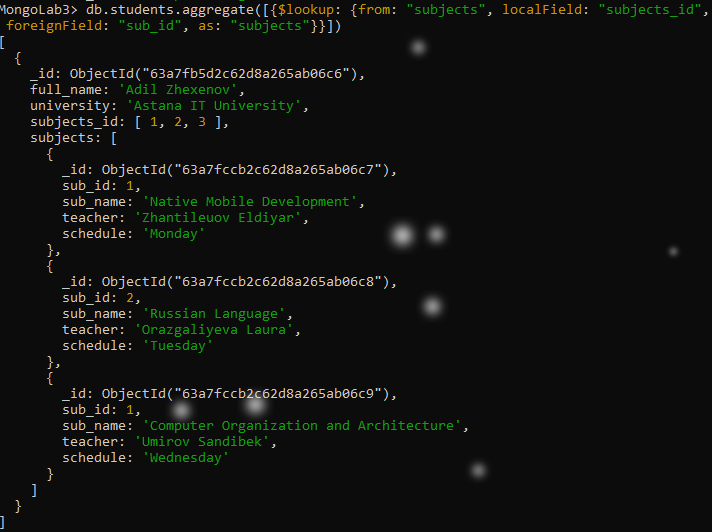 MongoLab3> db.students.aggregate([{$lookup: {from: "subjects", localField: "subjects_id",
foreignField: "sub_id", as: "subjects"}}])
[
  {
    _id: ObjectId("63a7fb5d2c62d8a265ab06c6"),
    full_name: 'Adil Zhexenov',
    university: 'Astana IT University',
    subjects_id: [ 1, 2, 3 ],
    subjects: [
      {
        _id: ObjectId("63a7fccb2c62d8a265ab06c7"),
        sub_id: 1,
        sub_name: 'Native Mobile Development',
        teacher: 'Zhantileuov Eldiyar',
        schedule: 'Monday'
      },
      {
        _id: ObjectId("63a7fccb2c62d8a265ab06c8"),
        sub_id: 2,
        sub_name: 'Russian Language',
        teacher: 'Orazgaliyeva Laura',
        schedule: 'Tuesday'
      },
      {
        _id: ObjectId("63a7fccb2c62d8a265ab06c9"),
        sub_id: 1,
        sub_name: 'Computer Organization and Architecture',
        teacher: 'Umirov Sandibek',
        schedule: 'Wednesday'
      }
    ]
  }
]